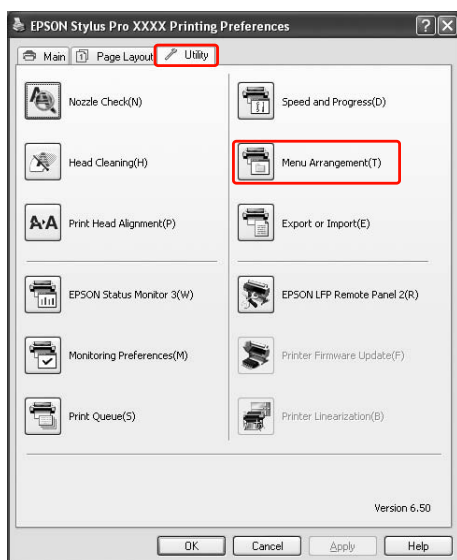 EPSON Stylus Pro XXXX Printing Preferences
Main
Page Layout
Utility
Nozzle Check(N)
Speed and Progress(D)
Head Cleaning(H)
Menu Arrangement(T)
Print Head Alignment(P)
Export or Import(E)
EPSON Status Monitor 3(W)
EPSON LFP Remote Panel 2(R)
Monitoring Preferences(M)
Printer Firmware Update(F)
Print Queue(S)
Printer Linearization(B)
Version 6.50
OK
Cancel
Apply
Help